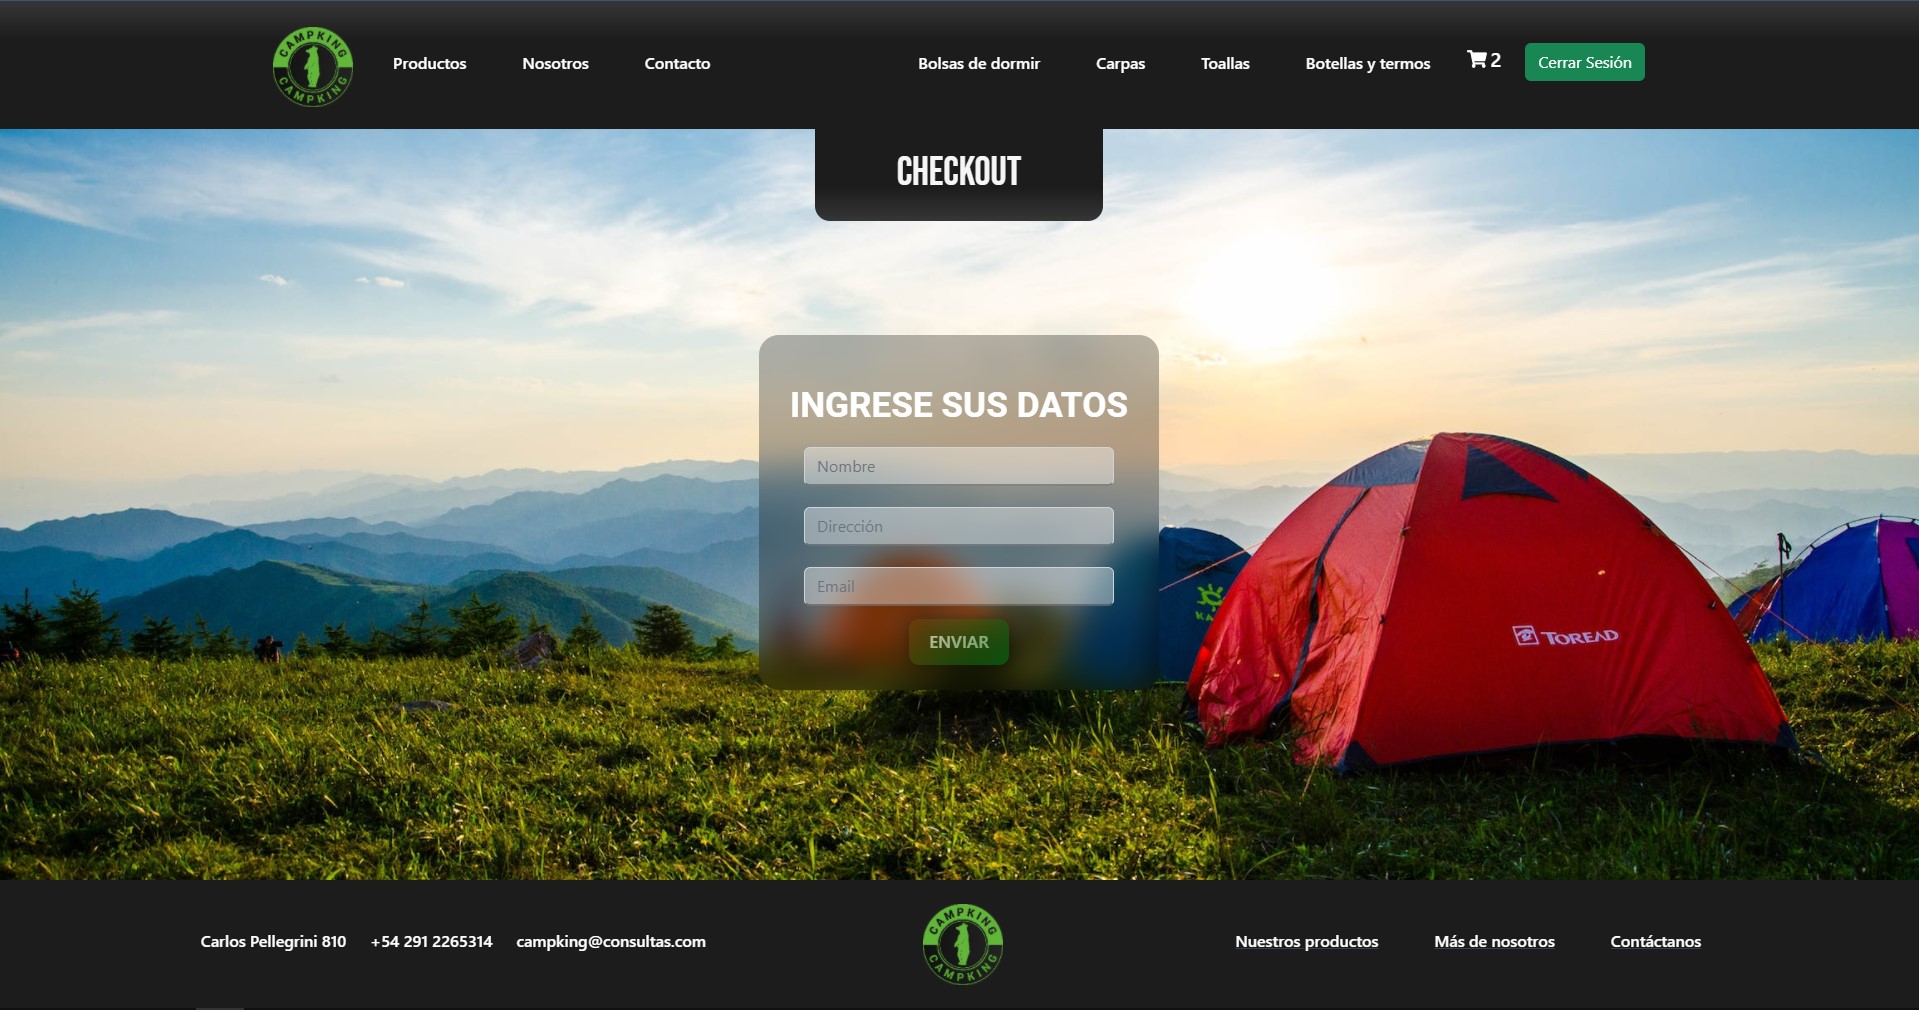 CAMPKING
CAMPKING
Productos
Nosotros
Contacto
Bolsas de dormir
Carpas
Toallas
Botellas y termos
2
Cerrar Sesión
CHECKOUT
INGRESE SUS DATOS
Nombre
Dirección
Email
ENVIAR
TOREAD
Carlos Pellegrini 810
+54 291 2265314
campking@consultas.com
CAMPKING
CAMPKING
Nuestros productos
Más de nosotros
Contáctanos